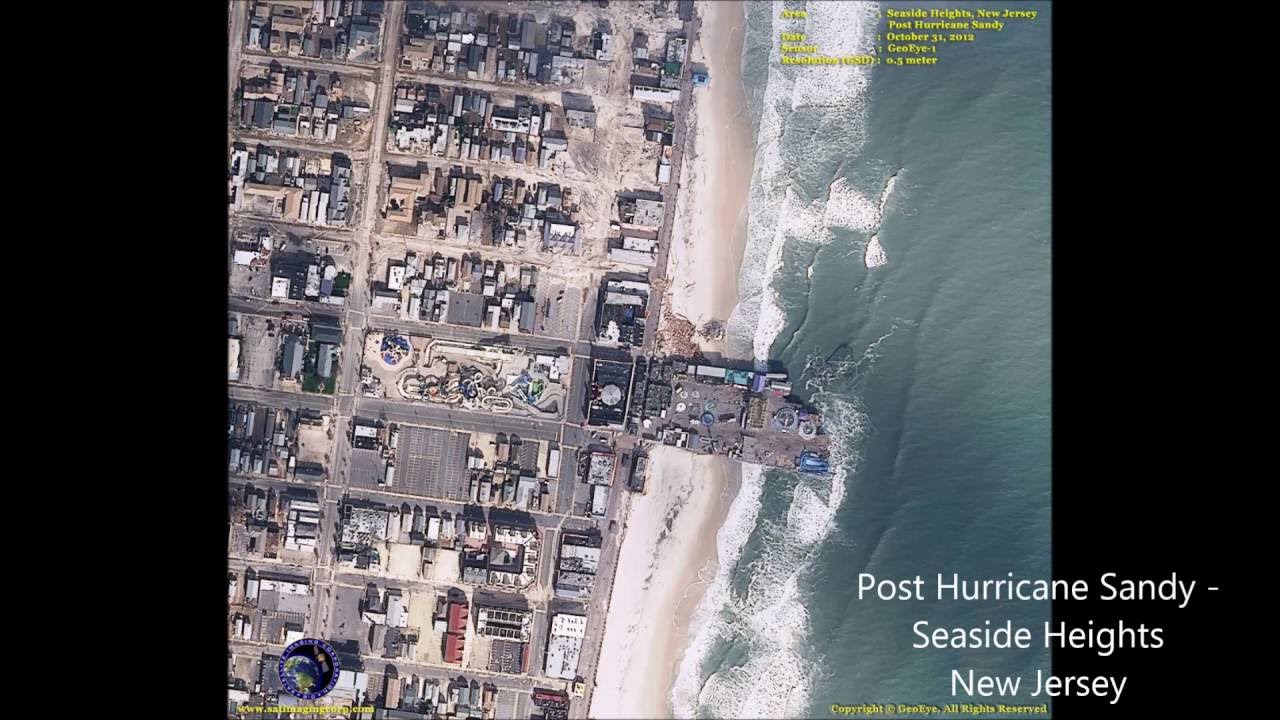 Area : Seaside Heights, New Jersey
Post Hurricane Sandy
Date : October 31, 2012
Sensor : GeoEye-1
Resolution (GSD) : 0.5 meter
Post Hurricane Sandy -
Seaside Heights
New Jersey
www.satimagingcorp.com
Copyright © GeoEye, All Rights Reserved